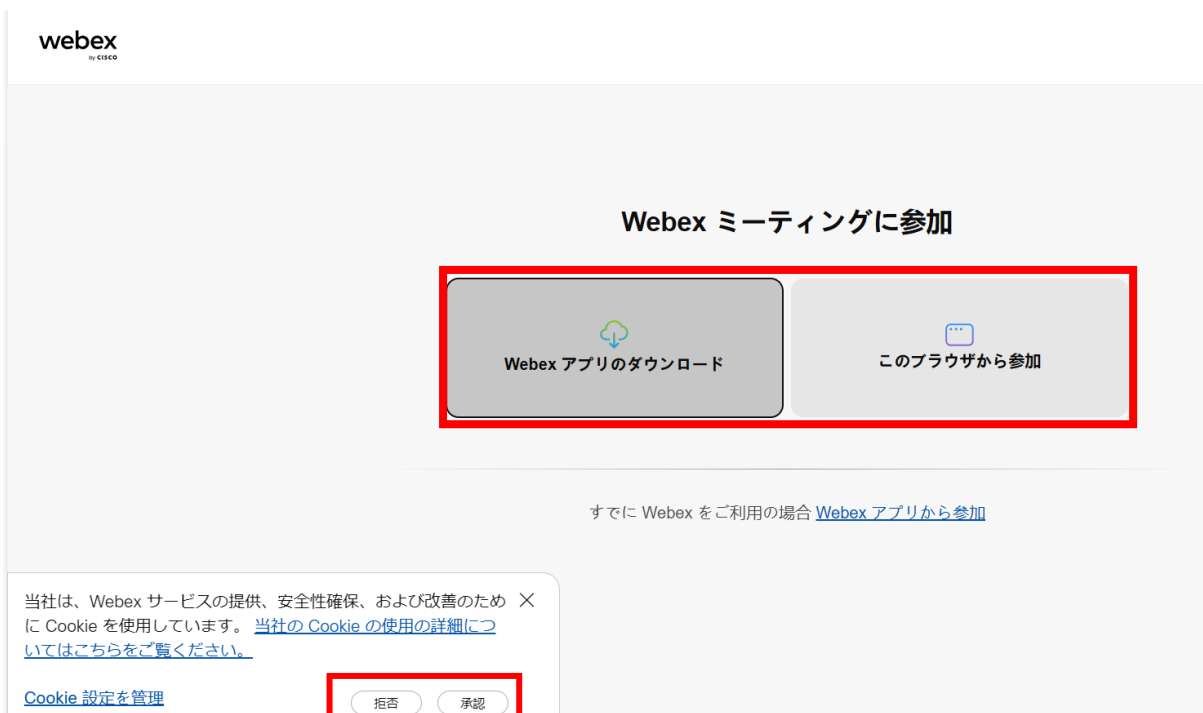 webex
by CISCO
Webex ミーティングに参加
Webex アプリのダウンロード
このブラウザから参加
すでに Webex をご利用の場合 Webex アプリから参加
当社は、Webex サービスの提供、安全性確保、および改善のため
に Cookie を使用しています。 当社の Cookie の使用の詳細につ
いてはこちらをご覧ください。
Cookie 設定を管理
拒否
承認